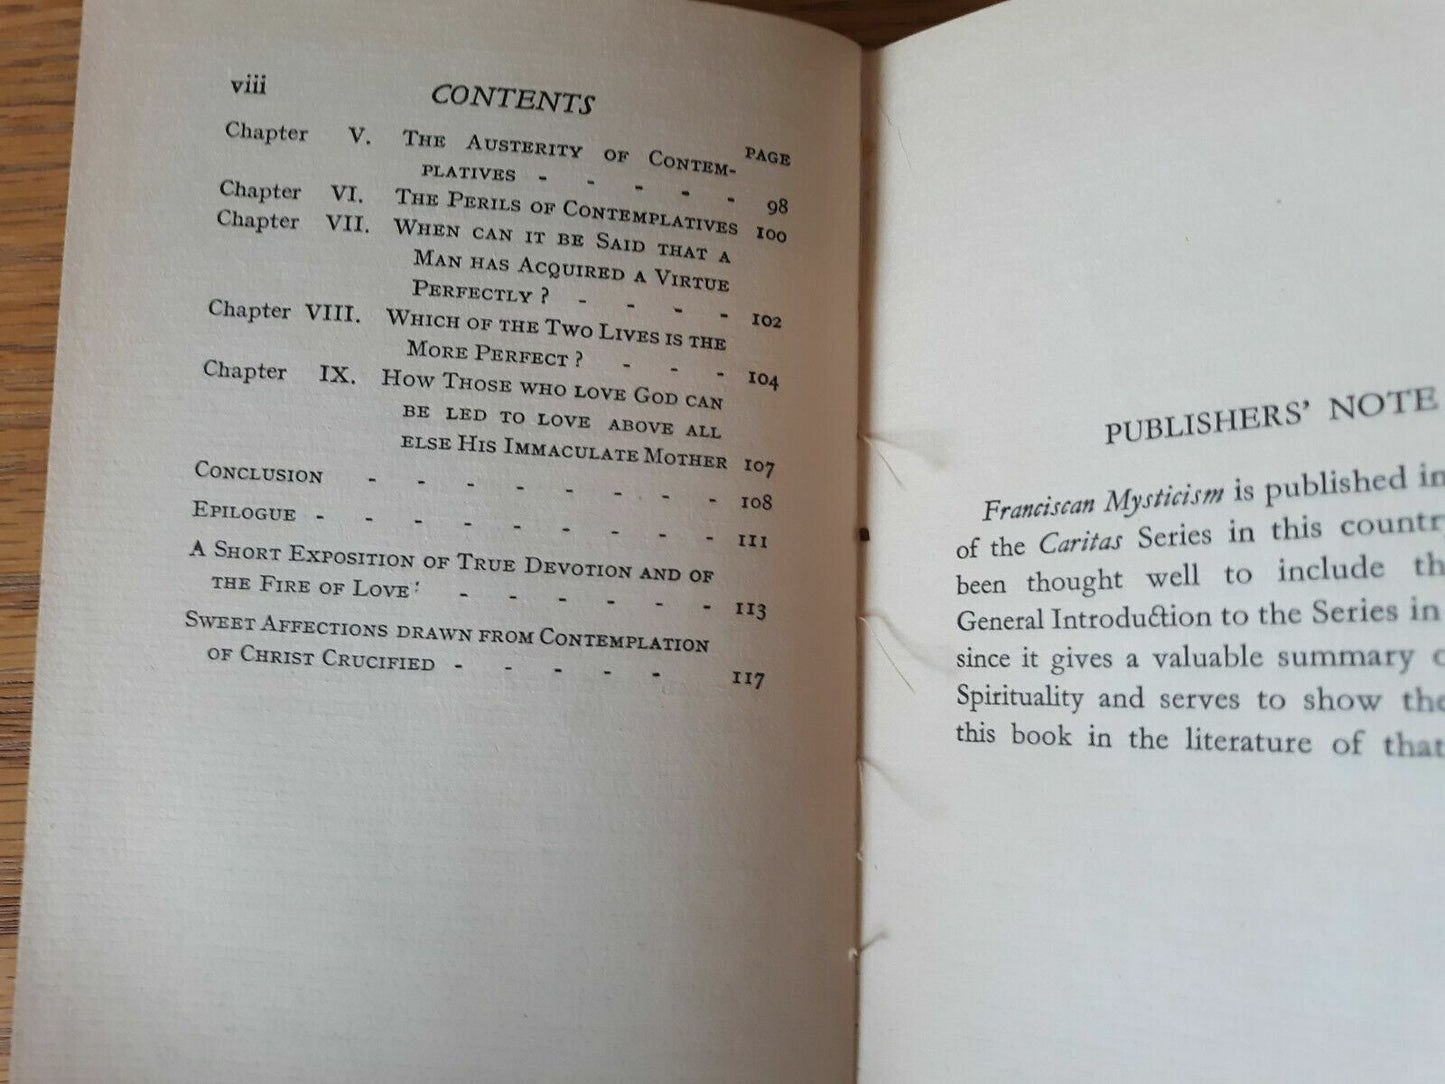 viii CONTENTS
PAGE
Chapter V. The Austerity of Contem-
platives - - - - - 98
Chapter VI. The Perils of Contemplatives 100
Chapter VII. When can it be Said that a
Man has Acquired a Virtue
Perfectly ? - - - - 102
Chapter VIII. Which of the Two Lives is the
More Perfect ? - - - 104
Chapter IX. How Those who love God can
be led to love above all
else His Immaculate Mother 107
Conclusion - - - - - - - - 108
Epilogue - - - - - - - - - 111
A Short Exposition of True Devotion and of
the Fire of Love - - - - - - 113
Sweet Affections drawn from Contemplation
of Christ Crucified - - - - - 117
PUBLISHERS’ NOTE
Franciscan Mysticism is published in
of the Caritas Series in this country
been thought well to include th
General Introduction to the Series in
since it gives a valuable summary
Spirituality and serves to show the
this book in the literature of that